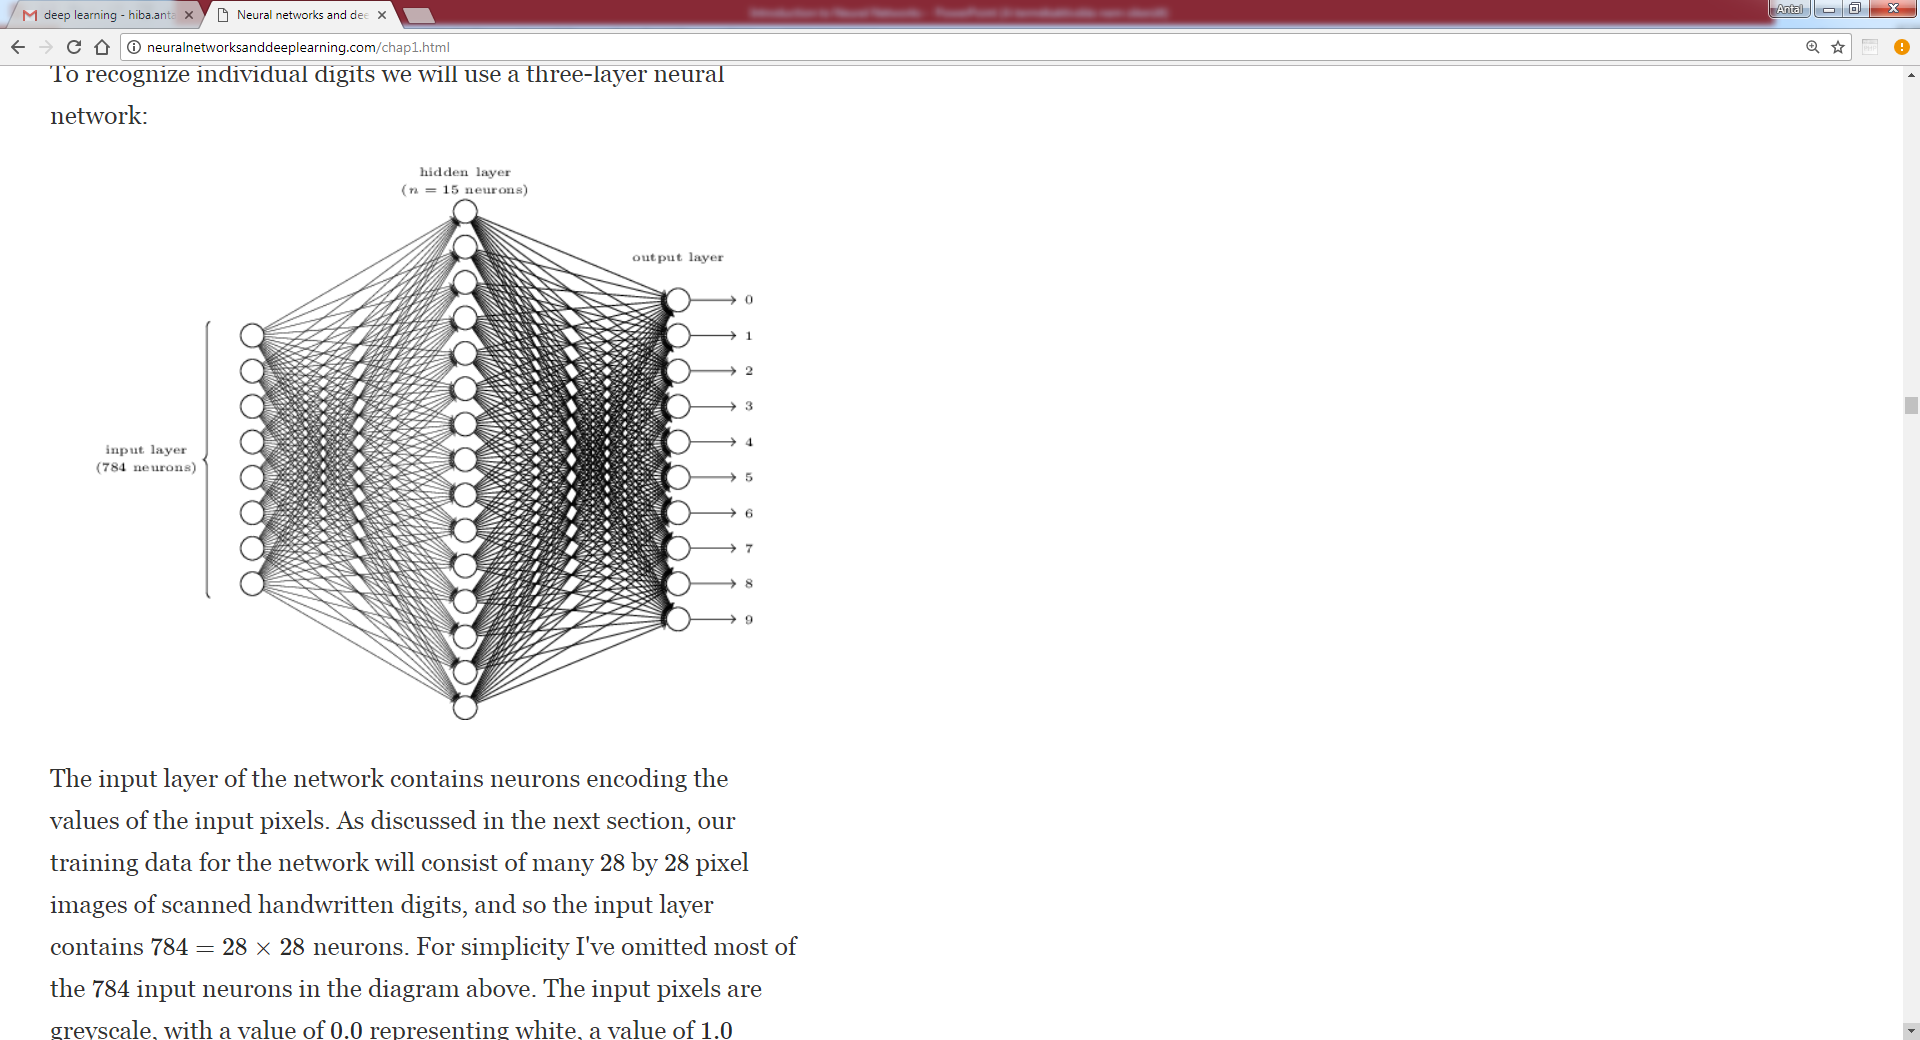 deep learning - hiba.anta
Neural networks and dee
Introduction to Neural Networks - PowerPoint
Antal
neuralnetworksanddeeplearning.com/chap1.html
To recognize individual digits we will use a three-layer neural
network:
hidden layer
(n = 15 neurons)
output layer
0
1
2
3
4
5
6
7
8
9
input layer
(784 neurons)
The input layer of the network contains neurons encoding the
values of the input pixels. As discussed in the next section, our
training data for the network will consist of many 28 by 28 pixel
images of scanned handwritten digits, and so the input layer
contains 784 = 28 × 28 neurons. For simplicity I've omitted most of
the 784 input neurons in the diagram above. The input pixels are
greyscale, with a value of 0.0 representing white, a value of 1.0